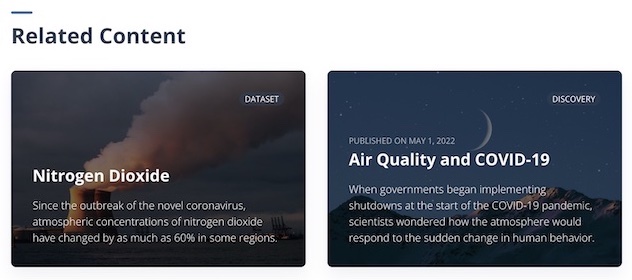 Related Content
DATASET
Nitrogen Dioxide
Since the outbreak of the novel coronavirus,
atmospheric concentrations of nitrogen dioxide
have changed by as much as 60% in some regions.
DISCOVERY
PUBLISHED ON MAY 1, 2022
Air Quality and COVID-19
When governments began implementing
shutdowns at the start of the COVID-19 pandemic,
scientists wondered how the atmosphere would
respond to the sudden change in human behavior.